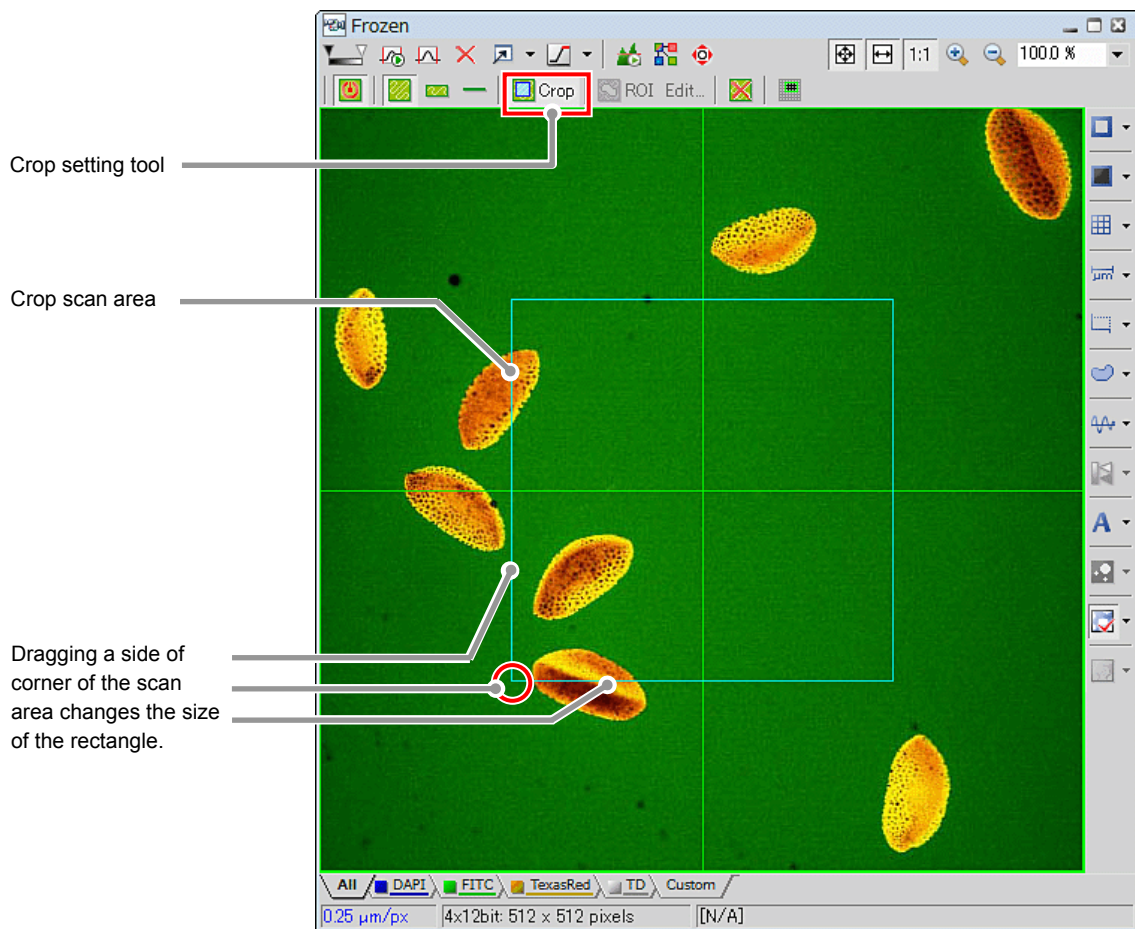 Frozen
1:1 100.0 %
Crop ROI Edit...
Crop setting tool
Crop scan area
µm
A
Dragging a side of
corner of the scan
area changes the size
of the rectangle.
All DAPI FITC TexasRed TD Custom
0.25 µm/px 4x12bit: 512 x 512 pixels [N/A]